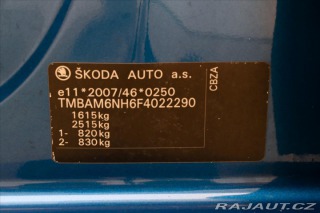 ŠKODA AUTO a.s.
e11*2007/46*0250
TMBAM6NH6F4022290
1615kg
2515kg
1- 820kg
2- 830kg
CBZA
RAJAUT.CZ